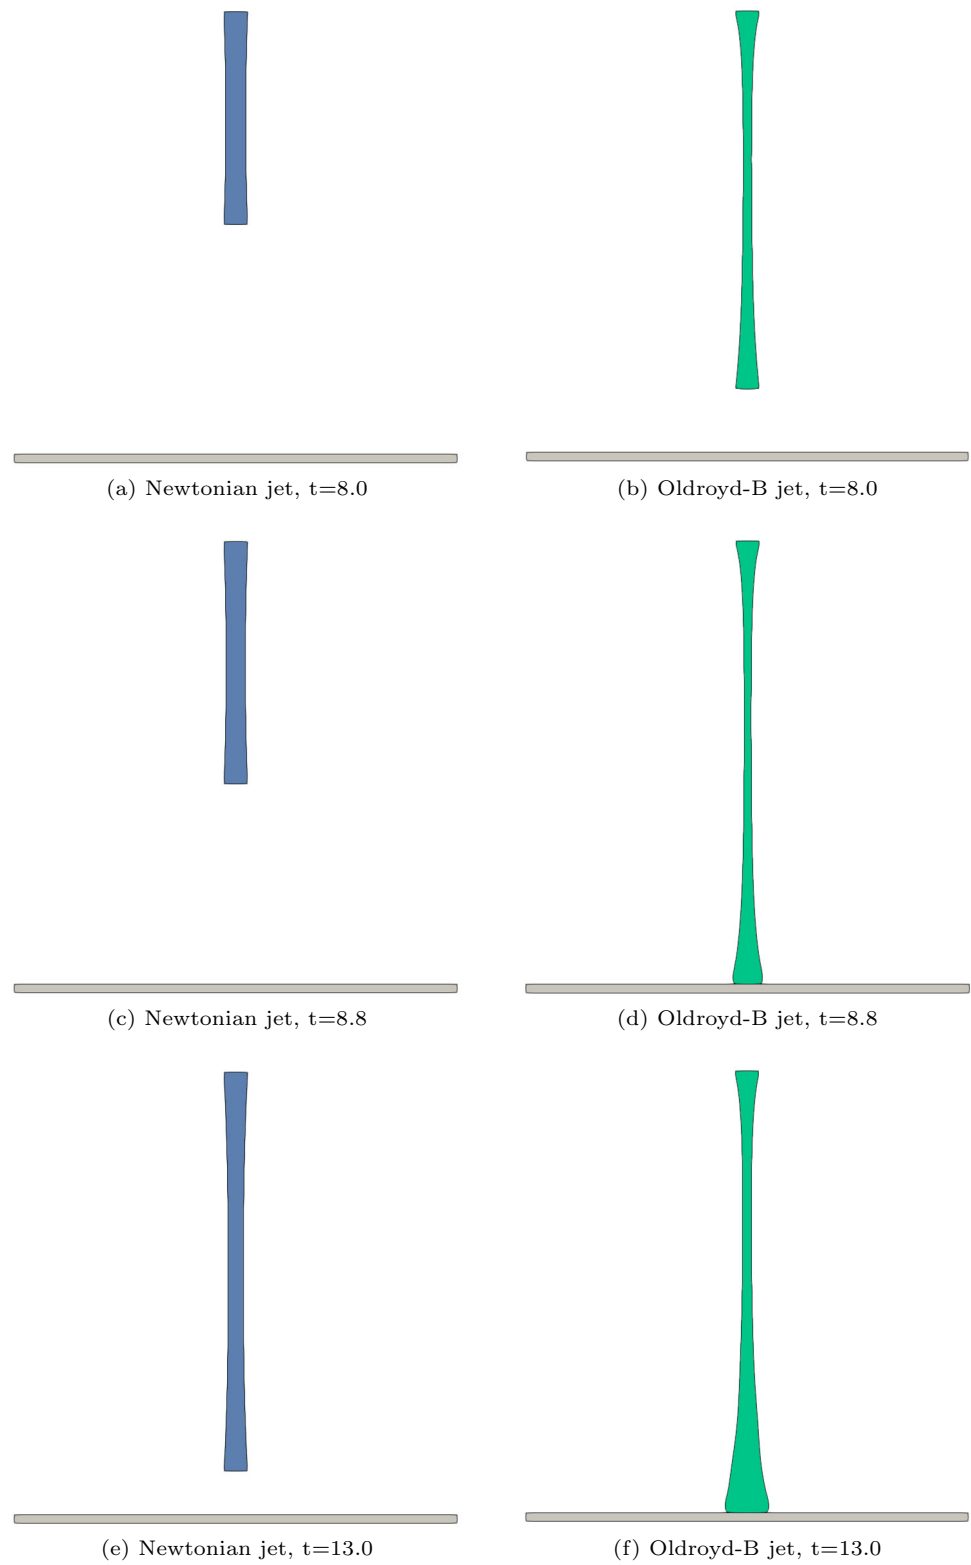 (a) Newtonian jet, t=8.0
(b) Oldroyd-B jet, t=8.0
(c) Newtonian jet, t=8.8
(d) Oldroyd-B jet, t=8.8
(e) Newtonian jet, t=13.0
(f) Oldroyd-B jet, t=13.0